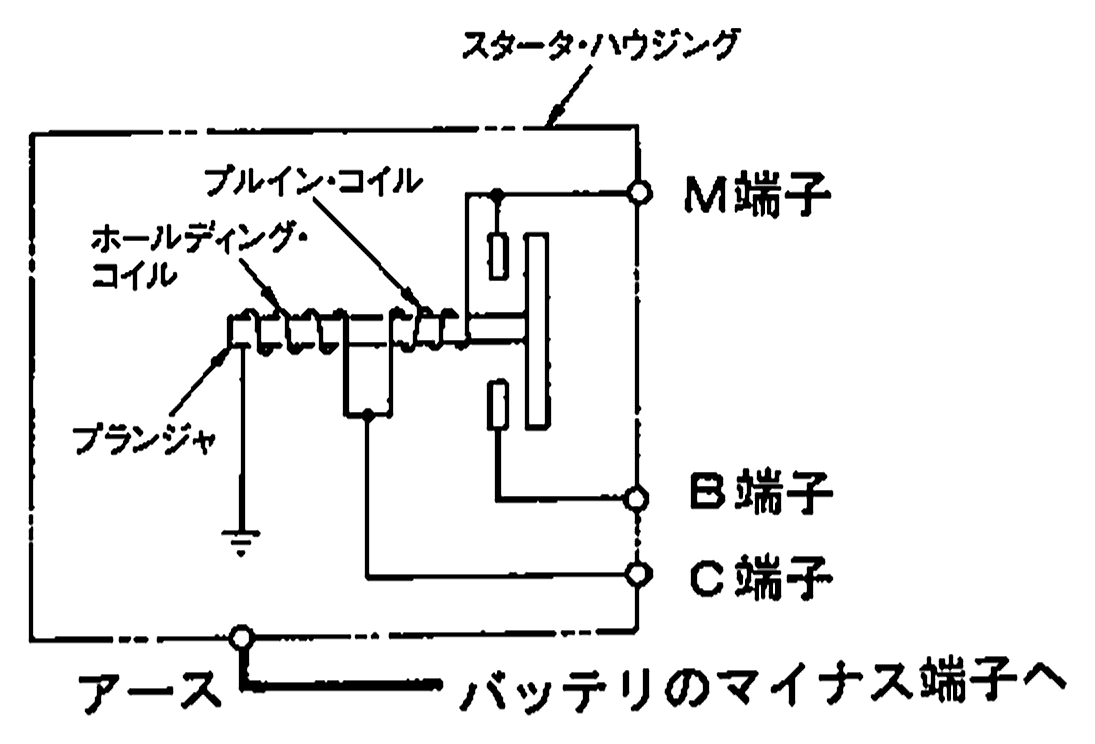 スタータ・ハウジング
プルイン・コイル
M端子
ホールディング・
コイル
プランジャ
B端子
C端子
アース
バッテリのマイナス端子へ